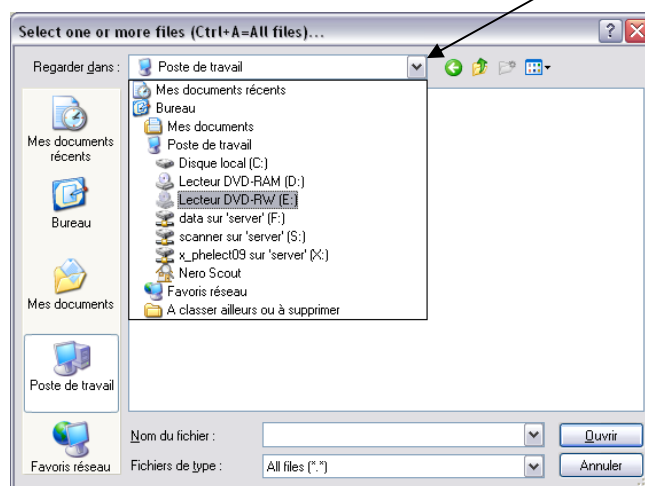 Select one or more files (Ctrl+A=All files)...
Regarder dans :
Poste de travail
Mes documents récents
Bureau
Mes documents
Poste de travail
Disque local (C:)
Lecteur DVD-RAM (D:)
Lecteur DVD-RW (E:)
data sur 'server' (F:)
scanner sur 'server' (S:)
x_phelect09 sur 'server' (X:)
Nero Scout
Favoris réseau
A classer ailleurs ou à supprimer
Mes documents
récents
Bureau
Mes documents
Poste de travail
Favoris réseau
Nom du fichier :
Ouvrir
Fichiers de type :
All files (*.*)
Annuler